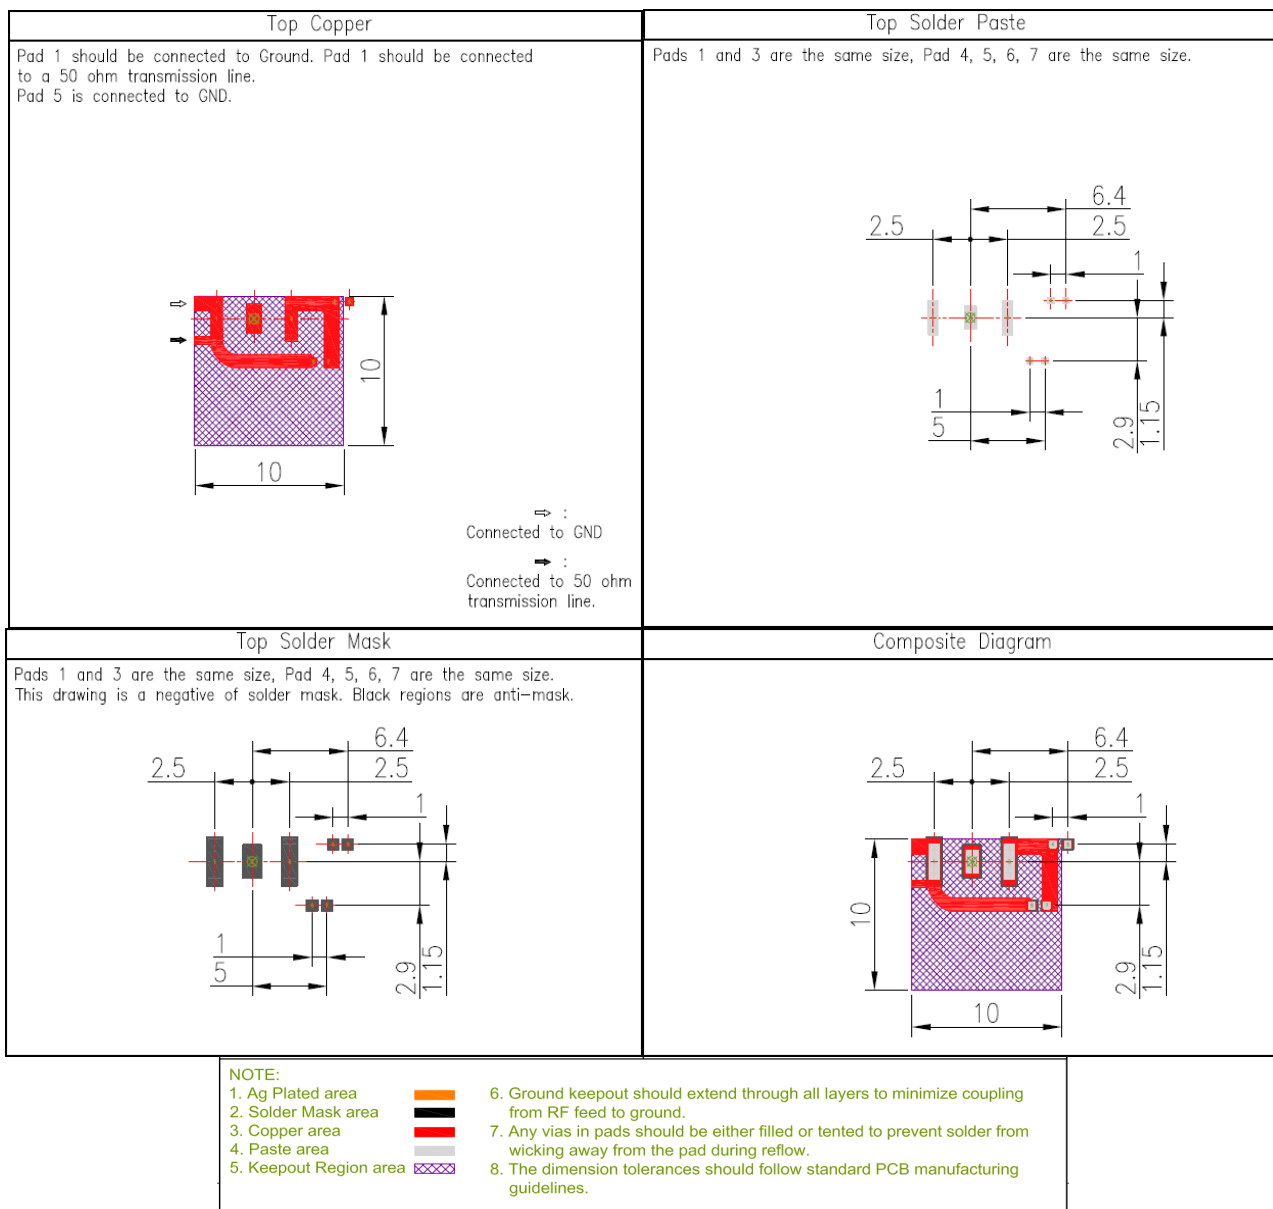 Top Copper
Pad 1 should be connected to Ground. Pad 1 should be connected
to a 50 ohm transmission line.
Pad 5 is connected to GND.
10
10
⇨ :
Connected to GND
➡ :
Connected to 50 ohm
transmission line.
Top Solder Paste
Pads 1 and 3 are the same size, Pad 4, 5, 6, 7 are the same size.
6.4
2.5
2.5
1
1
5
2.9
1.15
Top Solder Mask
Pads 1 and 3 are the same size, Pad 4, 5, 6, 7 are the same size.
This drawing is a negative of solder mask. Black regions are anti-mask.
6.4
2.5
2.5
1
1
5
2.9
1.15
Composite Diagram
6.4
2.5
2.5
1
10
2.9
1.15
10
NOTE:
1. Ag Plated area
2. Solder Mask area
3. Copper area
4. Paste area
5. Keepout Region area
6. Ground keepout should extend through all layers to minimize coupling
from RF feed to ground.
7. Any vias in pads should be either filled or tented to prevent solder from
wicking away from the pad during reflow.
8. The dimension tolerances should follow standard PCB manufacturing
guidelines.